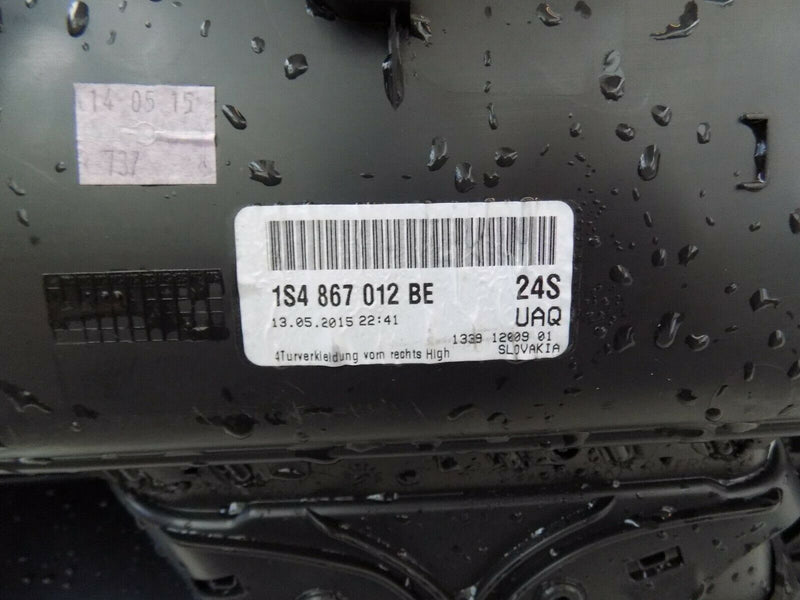 14 05 15
737
1S4 867 012 BE 24S
13.05.2015 22:41 UAQ
1339 12009 01
4Turverkleidung vorn rechts High SLOVAKIA